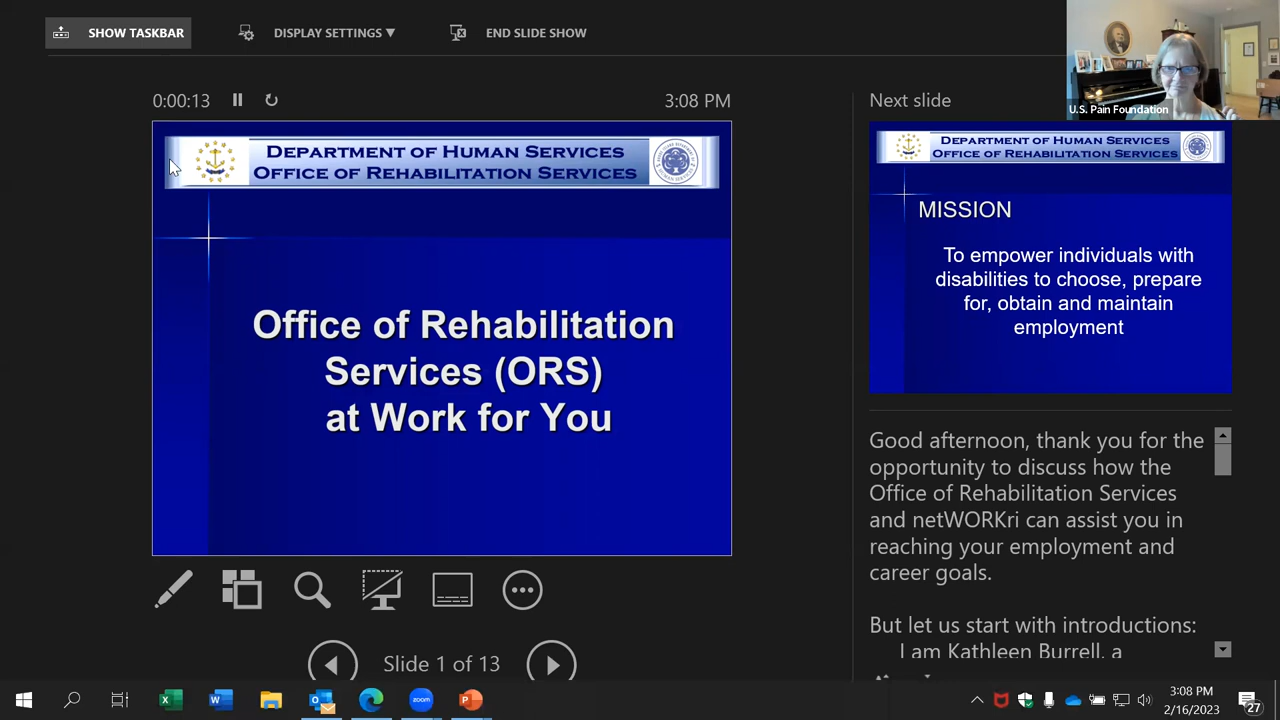 SHOW TASKBAR
DISPLAY SETTINGS ▼
END SLIDE SHOW
0:00:13
3:08 PM
DEPARTMENT OF HUMAN SERVICES
OFFICE OF REHABILITATION SERVICES
Office of Rehabilitation
Services (ORS)
at Work for You
Slide 1 of 13
U.S. Pain Foundation
Next slide
DEPARTMENT OF HUMAN SERVICES
OFFICE OF REHABILITATION SERVICES
MISSION
To empower individuals with
disabilities to choose, prepare
for, obtain and maintain
employment
Good afternoon, thank you for the
opportunity to discuss how the
Office of Rehabilitation Services
and netWORKri can assist you in
reaching your employment and
career goals.
But let us start with introductions:
I am Kathleen Burrell, a
3:08 PM
2/16/2023
27